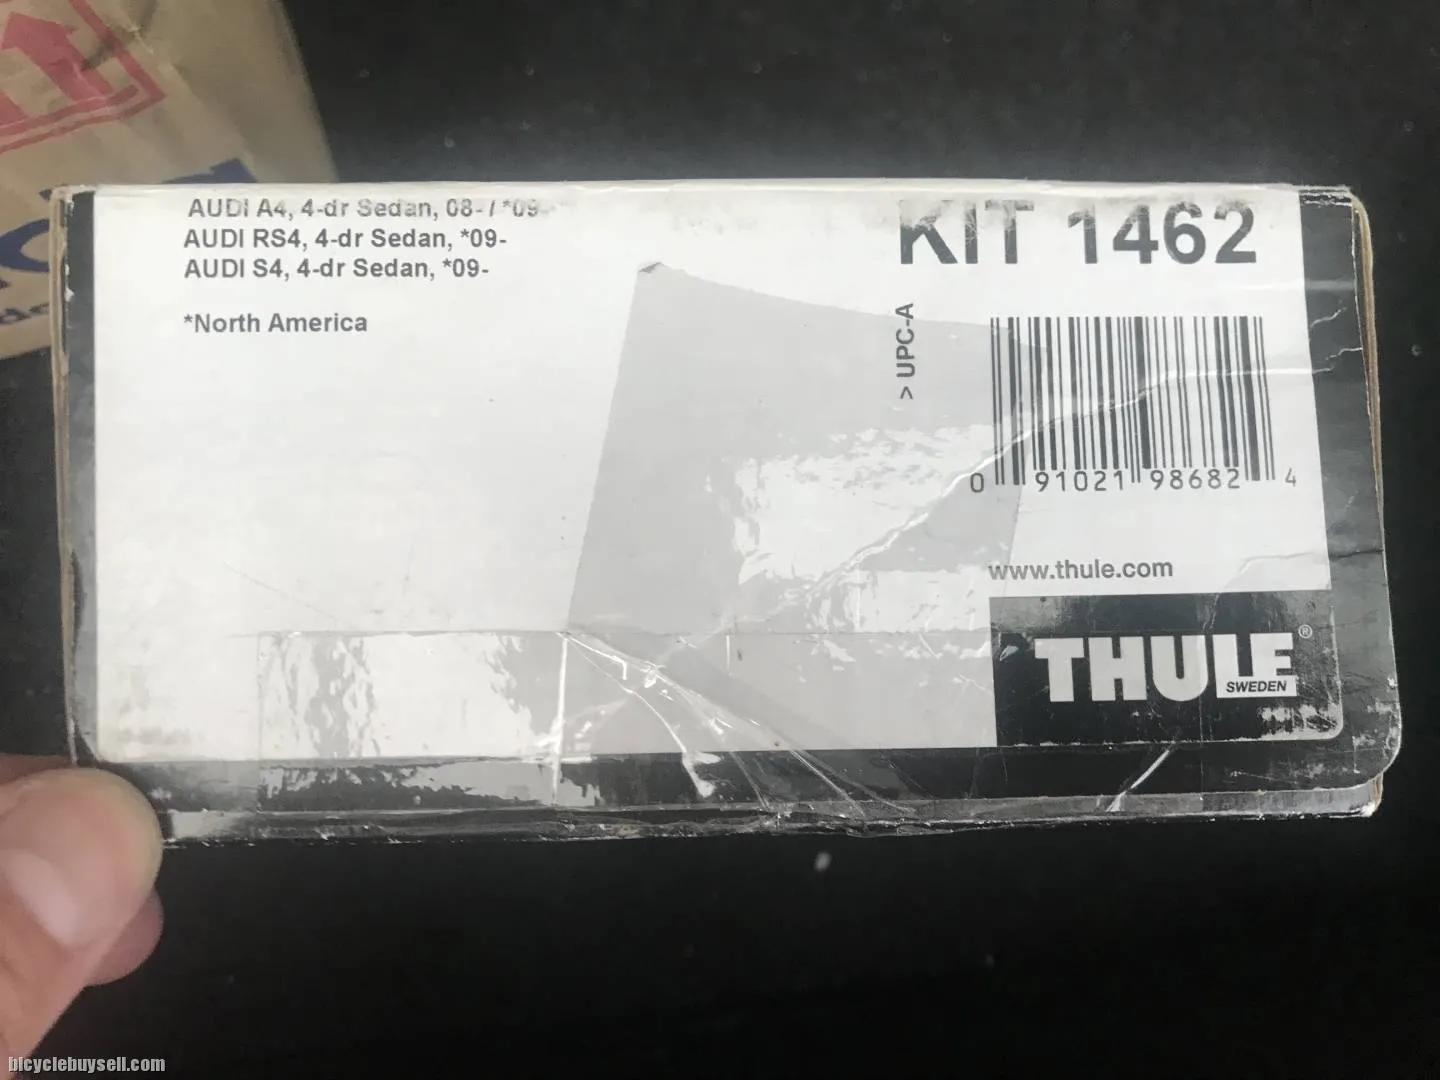 AUDI A4, 4-dr Sedan, 08- / *09-
AUDI RS4, 4-dr Sedan, *09-
AUDI S4, 4-dr Sedan, *09-
*North America
KIT 1462
> UPC-A
0 91021 98682 4
www.thule.com
THULE®
SWEDEN
bicyclebuysell.com